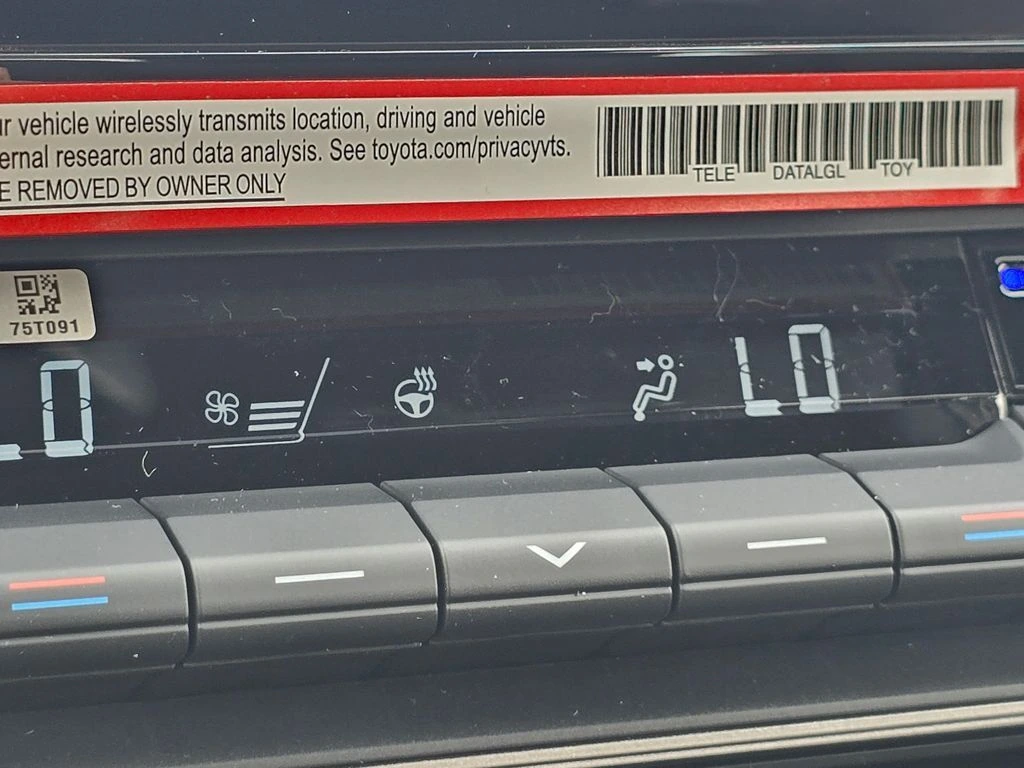 ur vehicle wirelessly transmits location, driving and vehicle
ernal research and data analysis. See toyota.com/privacyvts.
E REMOVED BY OWNER ONLY
TELE DATALGL TOY
75T091
LO
LO